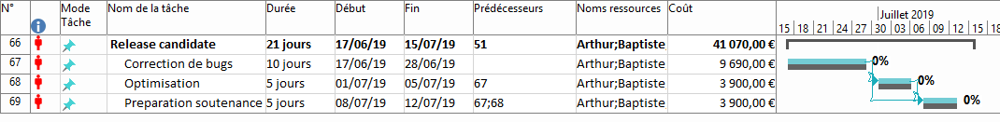 N° Mode Tâche Nom de la tâche Durée Début Fin Prédécesseurs Noms ressources Coût Juillet 2019
15 18 21 24 27 30 03 06 09 12 15 18
66 Release candidate 21 jours 17/06/19 15/07/19 51 Arthur;Baptiste 41 070,00 €
67 Correction de bugs 10 jours 17/06/19 28/06/19 Arthur;Baptiste 9 690,00 € 0%
68 Optimisation 5 jours 01/07/19 05/07/19 67 Arthur;Baptiste 3 900,00 € 0%
69 Preparation soutenance 5 jours 08/07/19 12/07/19 67;68 Arthur;Baptiste 3 900,00 € 0%